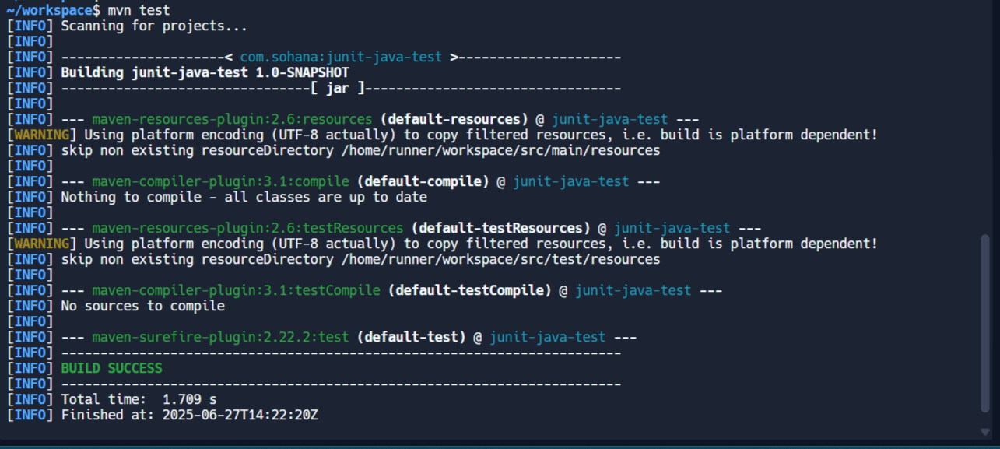 ~/workspace$ mvn test
[INFO] Scanning for projects...
[INFO]
[INFO] ---------------------< com.sohana:junit-java-test >---------------------
[INFO] Building junit-java-test 1.0-SNAPSHOT
[INFO] --------------------------------[ jar ]---------------------------------
[INFO]
[INFO] --- maven-resources-plugin:2.6:resources (default-resources) @ junit-java-test ---
[WARNING] Using platform encoding (UTF-8 actually) to copy filtered resources, i.e. build is platform dependent!
[INFO] skip non existing resourceDirectory /home/runner/workspace/src/main/resources
[INFO]
[INFO] --- maven-compiler-plugin:3.1:compile (default-compile) @ junit-java-test ---
[INFO] Nothing to compile - all classes are up to date
[INFO]
[INFO] --- maven-resources-plugin:2.6:testResources (default-testResources) @ junit-java-test ---
[WARNING] Using platform encoding (UTF-8 actually) to copy filtered resources, i.e. build is platform dependent!
[INFO] skip non existing resourceDirectory /home/runner/workspace/src/test/resources
[INFO]
[INFO] --- maven-compiler-plugin:3.1:testCompile (default-testCompile) @ junit-java-test ---
[INFO] No sources to compile
[INFO]
[INFO] --- maven-surefire-plugin:2.22.2:test (default-test) @ junit-java-test ---
[INFO] ------------------------------------------------------------------------
[INFO] BUILD SUCCESS
[INFO] ------------------------------------------------------------------------
[INFO] Total time:  1.709 s
[INFO] Finished at: 2025-06-27T14:22:20Z